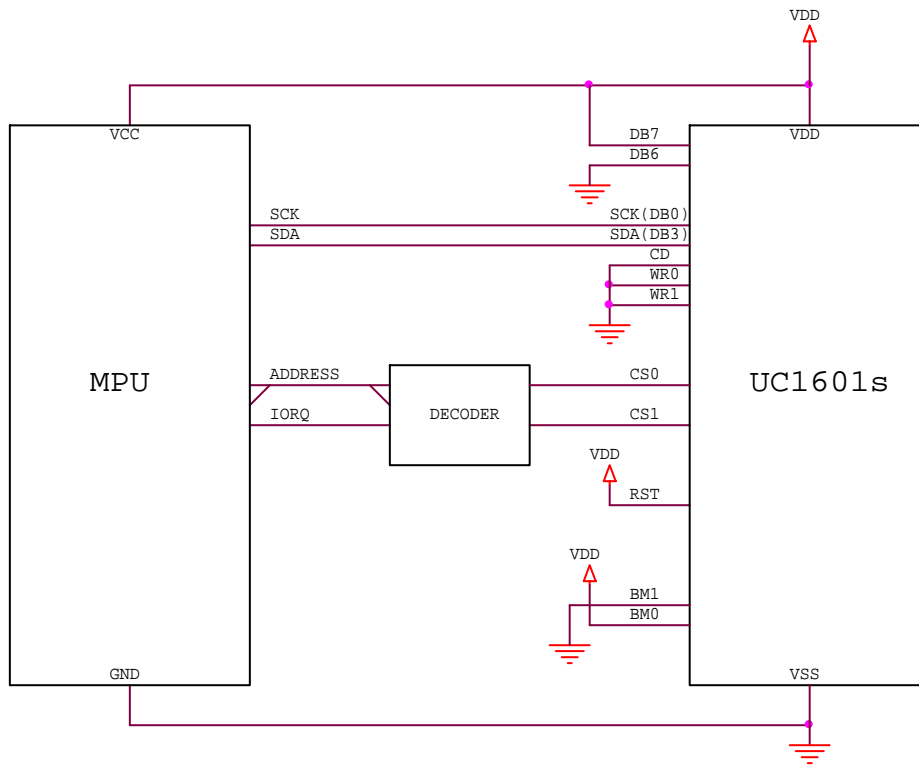 VDD
VCC
VDD
DB7
DB6
SCK
SCK(DB0)
SDA
SDA(DB3)
CD
WR0
WR1
MPU
ADDRESS
CS0
UC1601s
IORQ
DECODER
CS1
VDD
RST
VDD
BM1
BM0
GND
VSS